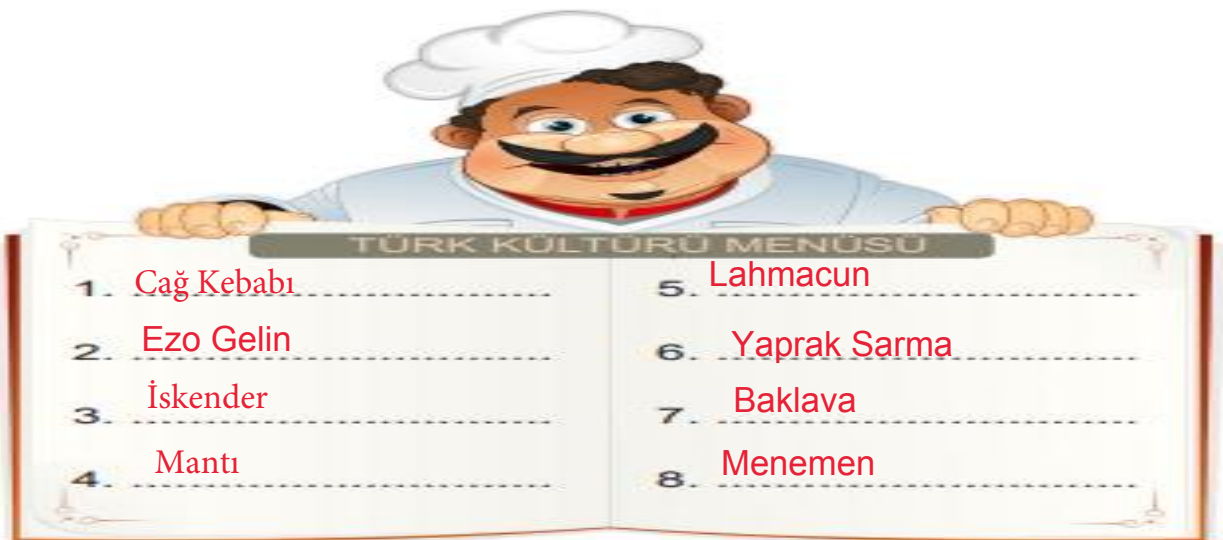 TÜRK KÜLTÜRÜ MENÜSÜ
1. Cağ Kebabı
2. Ezo Gelin
3. İskender
4. Mantı
5. Lahmacun
6. Yaprak Sarma
7. Baklava
8. Menemen